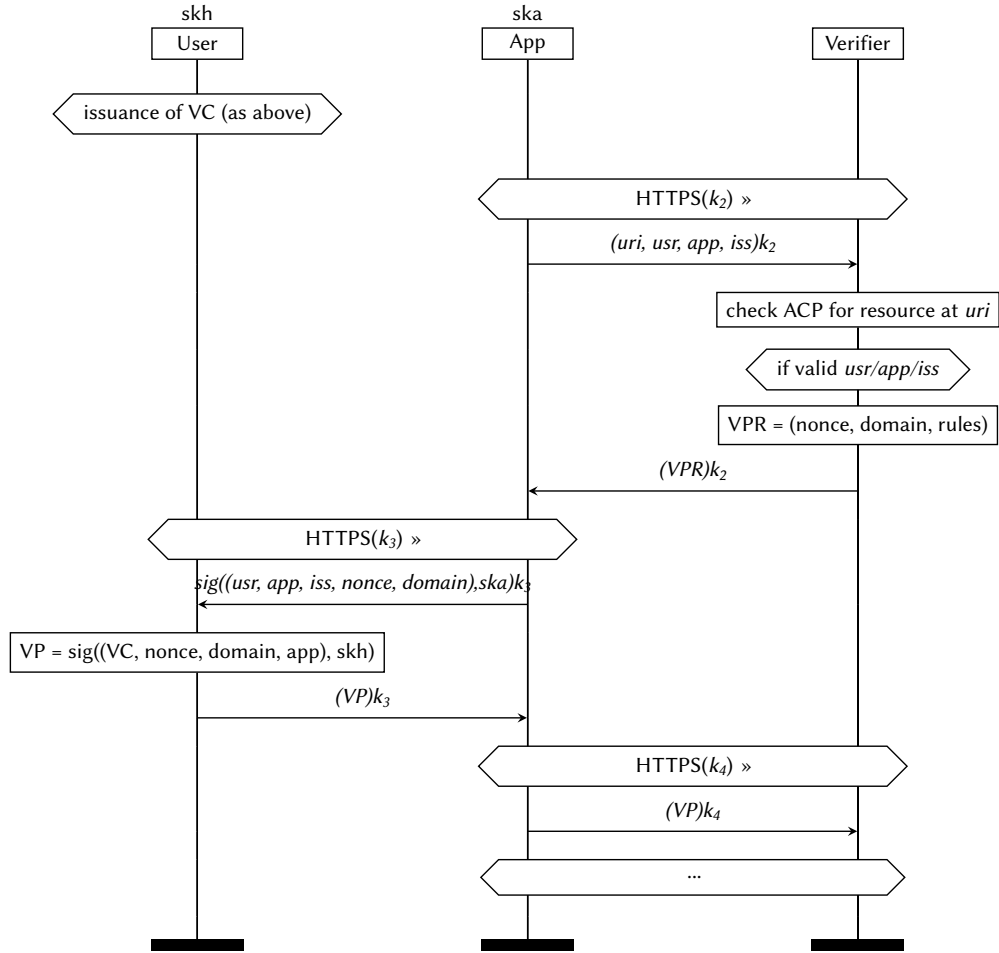 skh
ska
User
App
Verifier
issuance of VC (as above)
HTTPS(k₂) »
(uri, usr, app, iss)k₂
check ACP for resource at uri
if valid usr/app/iss
VPR = (nonce, domain, rules)
(VPR)k₂
HTTPS(k₃) »
sig((usr, app, iss, nonce, domain),ska)k₃
VP = sig((VC, nonce, domain, app), skh)
(VP)k₃
HTTPS(k₄) »
(VP)k₄
...